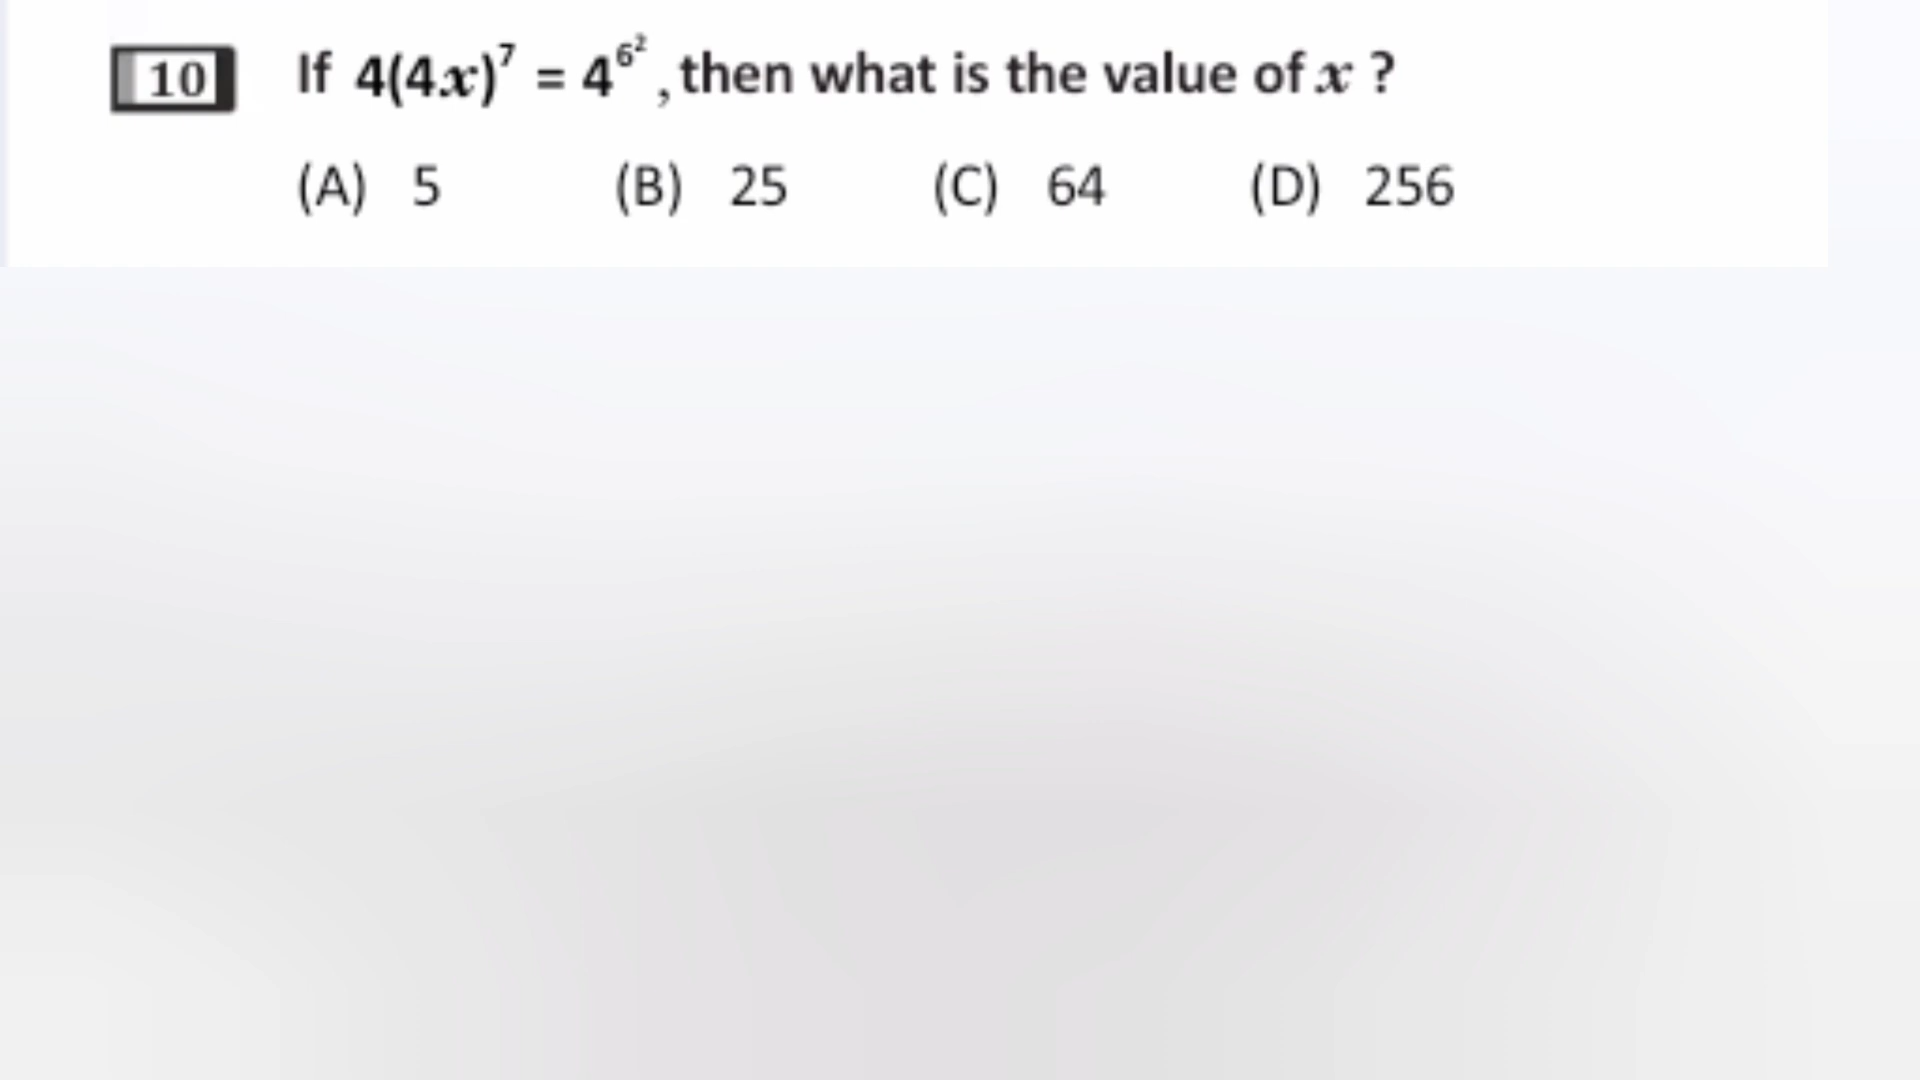 10 If 4(4x)⁷ = 4^6², then what is the value of x ?
(A) 5 (B) 25 (C) 64 (D) 256